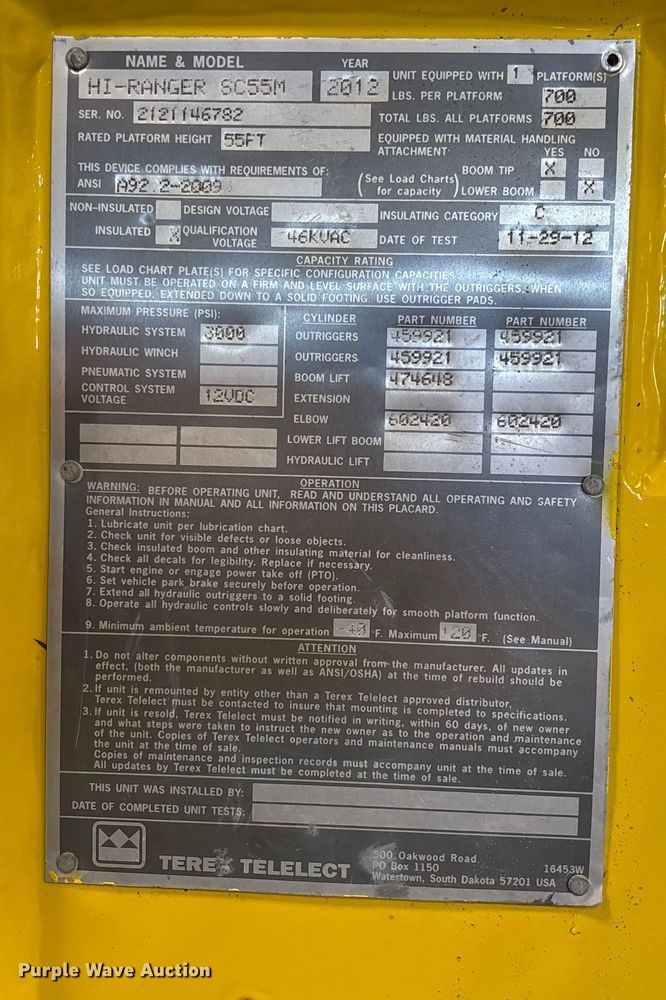 NAME & MODEL YEAR
HI-RANGER 6C55M 2012
UNIT EQUIPPED WITH 1 PLATFORM(S)
LBS. PER PLATFORM 700
SER. NO. 2121146782
TOTAL LBS. ALL PLATFORMS 700
RATED PLATFORM HEIGHT 55FT
EQUIPPED WITH MATERIAL HANDLING
ATTACHMENT: YES NO
THIS DEVICE COMPLIES WITH REQUIREMENTS OF:
ANSI A92.2-2009
(See Load Charts
for capacity)
BOOM TIP X
LOWER BOOM X
NON-INSULATED DESIGN VOLTAGE INSULATING CATEGORY C
INSULATED X QUALIFICATION
VOLTAGE 46KVAC DATE OF TEST 11-29-12
CAPACITY RATING
SEE LOAD CHART PLATE(S) FOR SPECIFIC CONFIGURATION CAPACITIES.
UNIT MUST BE OPERATED ON A FIRM AND LEVEL SURFACE WITH THE OUTRIGGERS, WHEN
SO EQUIPPED, EXTENDED DOWN TO A SOLID FOOTING. USE OUTRIGGER PADS.
MAXIMUM PRESSURE (PSI):
HYDRAULIC SYSTEM 3000
HYDRAULIC WINCH
PNEUMATIC SYSTEM
CONTROL SYSTEM
VOLTAGE 12VDC
CYLINDER PART NUMBER PART NUMBER
OUTRIGGERS 459921 459921
OUTRIGGERS 459921 459921
BOOM LIFT 474648
EXTENSION
ELBOW 602420 602420
LOWER LIFT BOOM
HYDRAULIC LIFT
OPERATION
WARNING: BEFORE OPERATING UNIT, READ AND UNDERSTAND ALL OPERATING AND SAFETY
INFORMATION IN MANUAL AND ALL INFORMATION ON THIS PLACARD.
General Instructions:
1. Lubricate unit per lubrication chart.
2. Check unit for visible defects or loose objects.
3. Check insulated boom and other insulating material for cleanliness.
4. Check all decals for legibility. Replace if necessary.
5. Start engine or engage power take off (PTO).
6. Set vehicle park brake securely before operation.
7. Extend all hydraulic outriggers to a solid footing.
8. Operate all hydraulic controls slowly and deliberately for smooth platform function.
9. Minimum ambient temperature for operation -40 °F. Maximum 120 °F. (See Manual)
ATTENTION
1. Do not alter components without written approval from the manufacturer. All updates in
effect, (both the manufacturer as well as ANSI/OSHA) at the time of rebuild should be
performed.
2. If unit is remounted by entity other than a Terex Telelect approved distributor,
Terex Telelect must be contacted to insure that mounting is completed to specifications.
3. If unit is resold, Terex Telelect must be notified in writing, within 60 days, of new owner
and what steps were taken to instruct the new owner as to the operation and maintenance
of the unit. Copies of Terex Telelect operators and maintenance manuals must accompany
the unit at the time of sale.
Copies of maintenance and inspection records must accompany unit at the time of sale.
All updates by Terex Telelect must be completed at the time of sale.
THIS UNIT WAS INSTALLED BY:
DATE OF COMPLETED UNIT TESTS:
TEREX TELELECT
500 Oakwood Road
PO Box 1150
Watertown, South Dakota 57201 USA
16453W
Purple Wave Auction